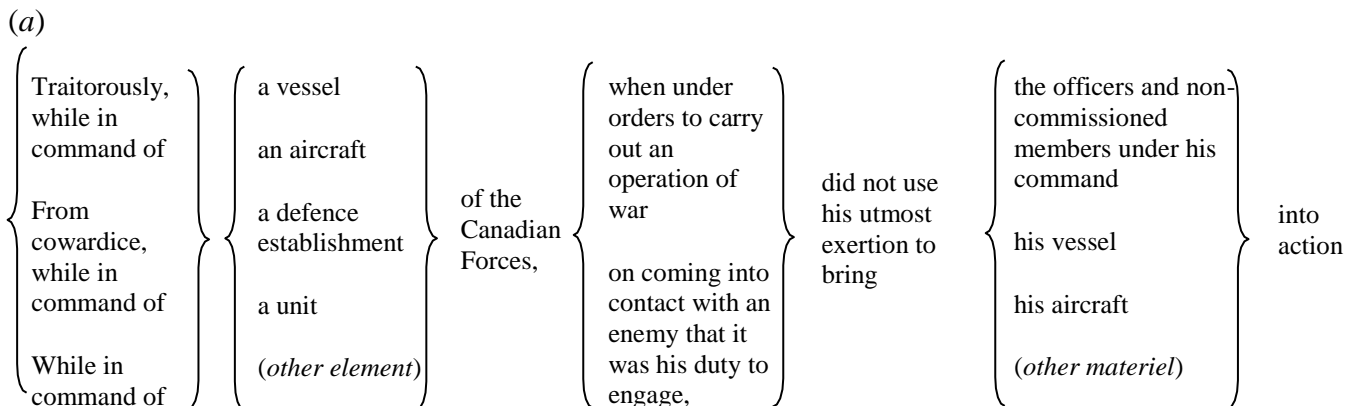 (a)
Traitorously,
while in
command of
From
cowardice,
while in
command of
While in
command of
a vessel
an aircraft
a defence
establishment
a unit
(other element)
of the
Canadian
Forces,
when under
orders to carry
out an
operation of
war
on coming into
contact with an
enemy that it
was his duty to
engage,
did not use
his utmost
exertion to
bring
the officers and non-
commissioned
members under his
command
his vessel
his aircraft
(other materiel)
into
action